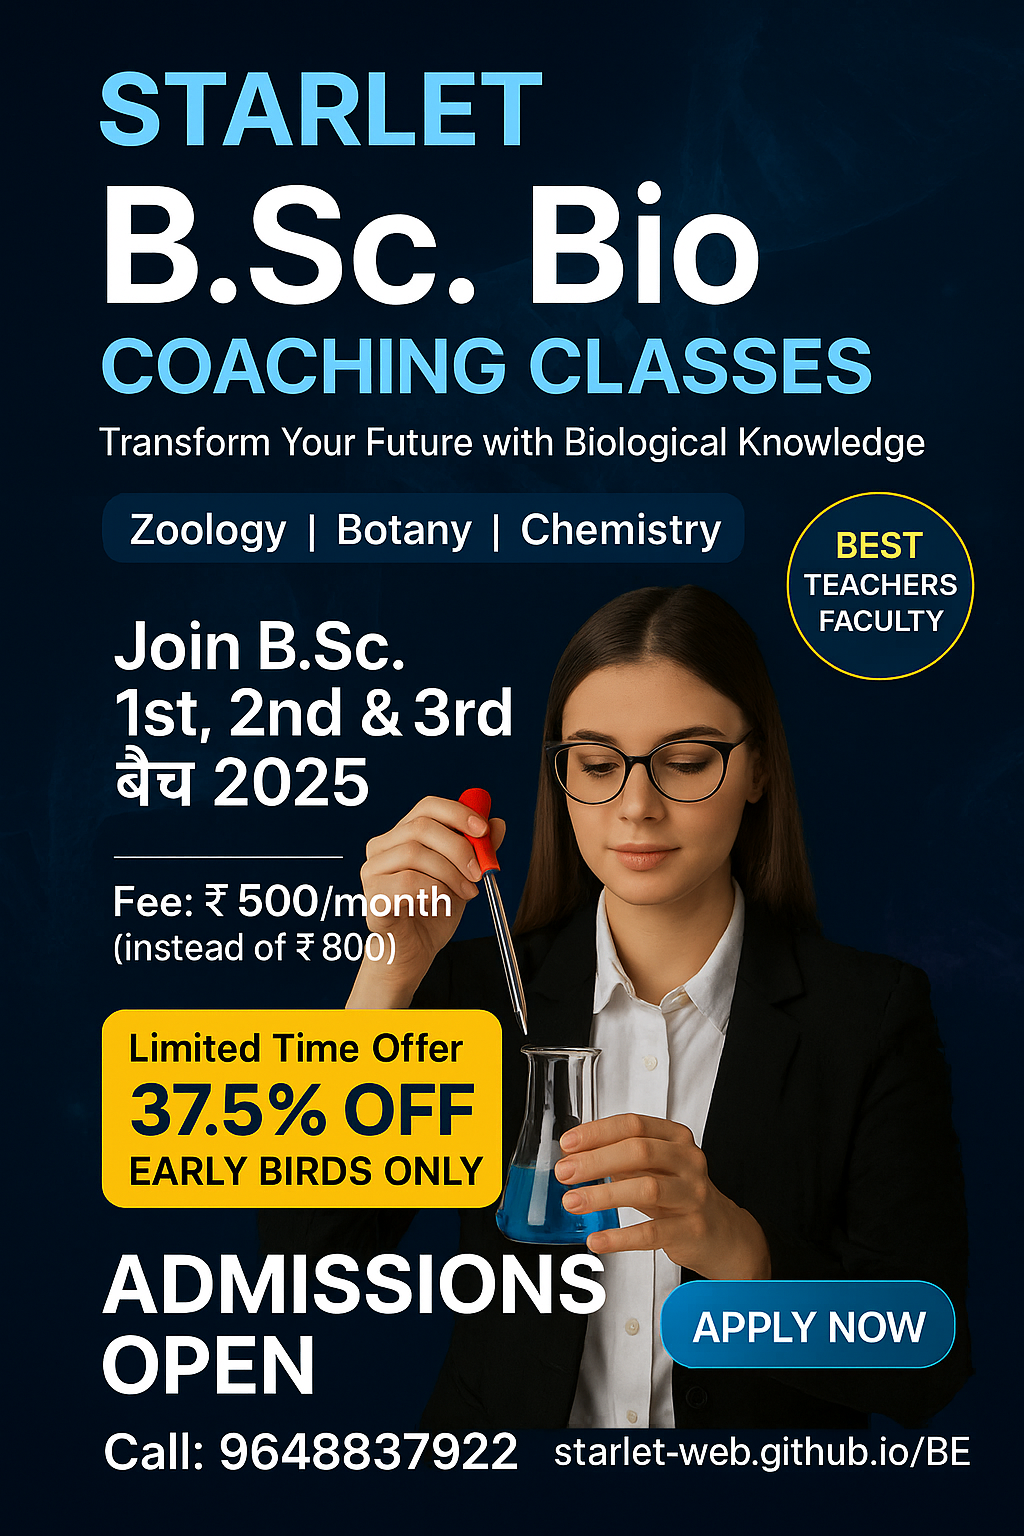 STARLET
B.Sc. Bio
COACHING CLASSES
Transform Your Future with Biological Knowledge
Zoology | Botany | Chemistry
BEST
TEACHERS
FACULTY
Join B.Sc.
1st, 2nd & 3rd
बैच 2025
Fee: ₹ 500/month
(instead of ₹ 800)
Limited Time Offer
37.5% OFF
EARLY BIRDS ONLY
ADMISSIONS
OPEN
APPLY NOW
Call: 9648837922
starlet-web.github.io/BE